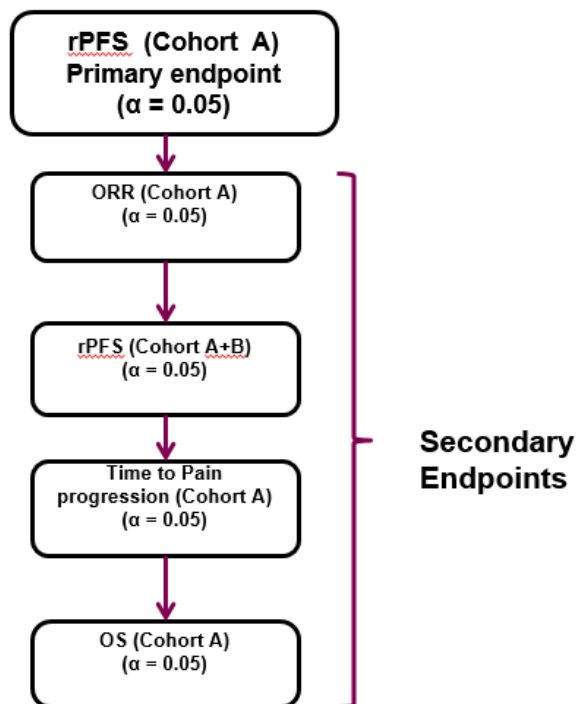 rPFS (Cohort A)
Primary endpoint
(α = 0.05)
ORR (Cohort A)
(α = 0.05)
rPFS (Cohort A+B)
(α = 0.05)
Time to Pain
progression (Cohort A)
(α = 0.05)
OS (Cohort A)
(α = 0.05)
Secondary
Endpoints